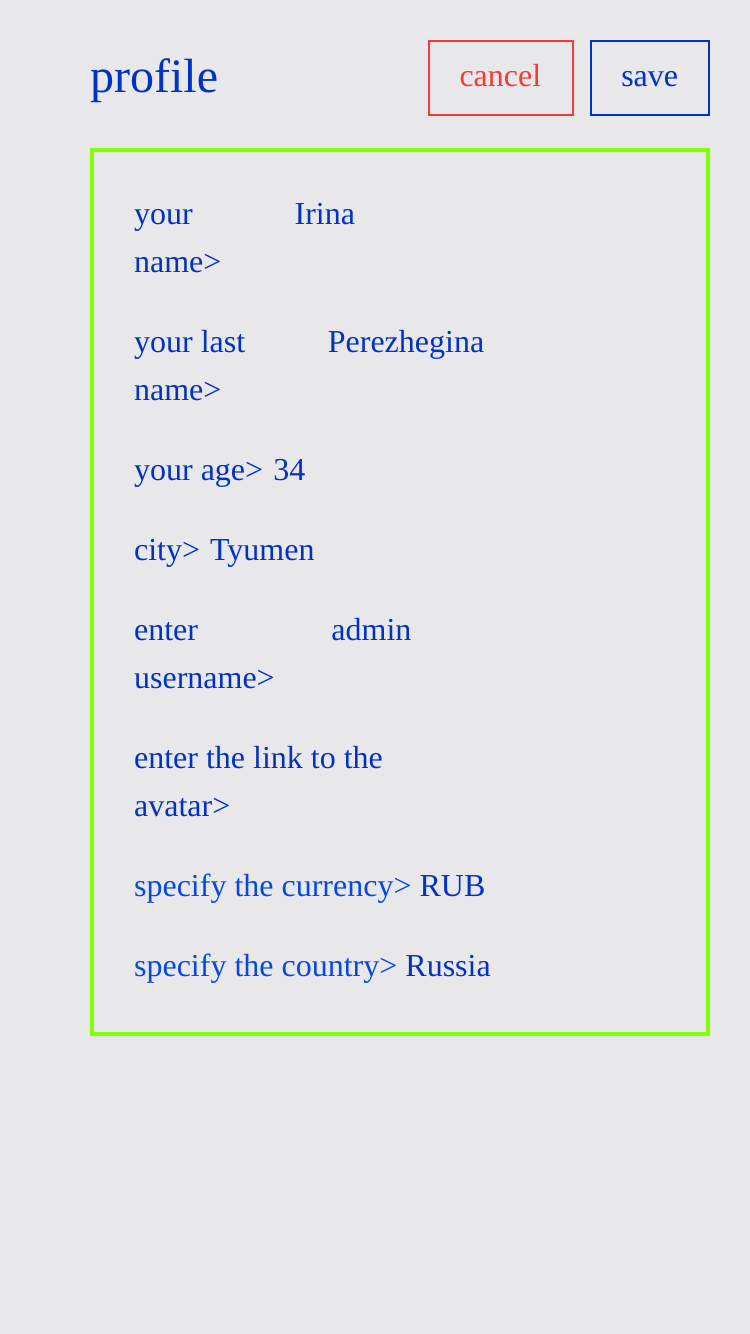 profile cancel save
your Irina
name>
your last Perezhegina
name>
your age> 34
city> Tyumen
enter admin
username>
enter the link to the
avatar>
specify the currency> RUB
specify the country> Russia